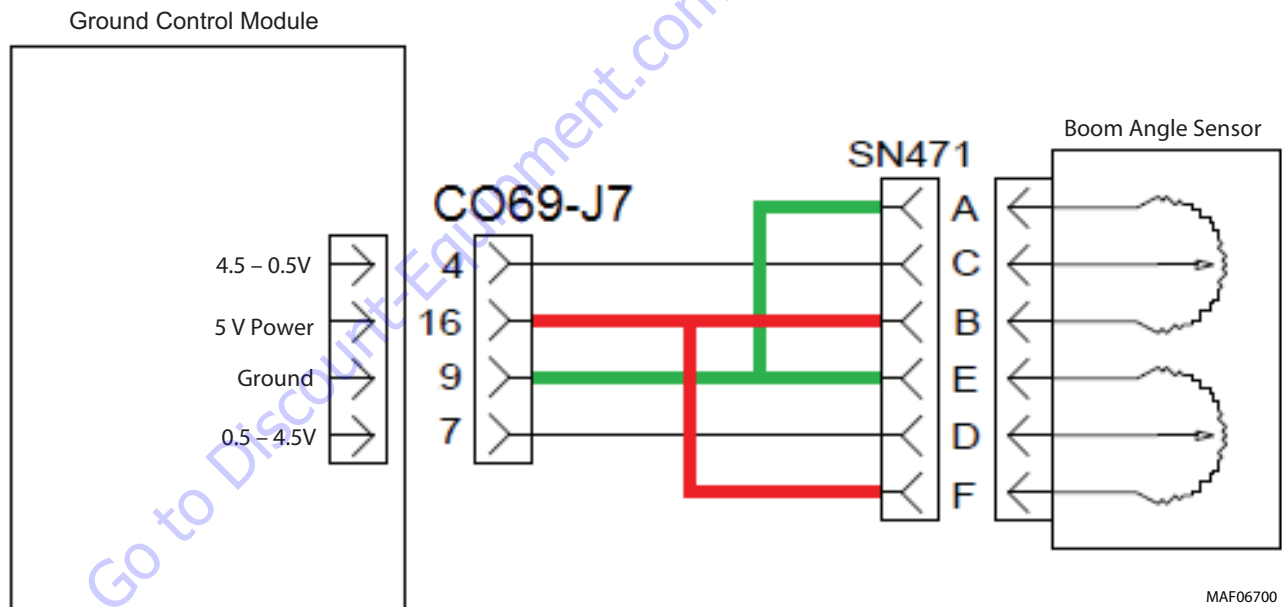 Ground Control Module
Boom Angle Sensor
SN471
CO69-J7
4.5 – 0.5V
5 V Power
Ground
0.5 – 4.5V
4
16
9
7
A
C
B
E
D
F
Go to Discount-Equipment.com
MAF06700